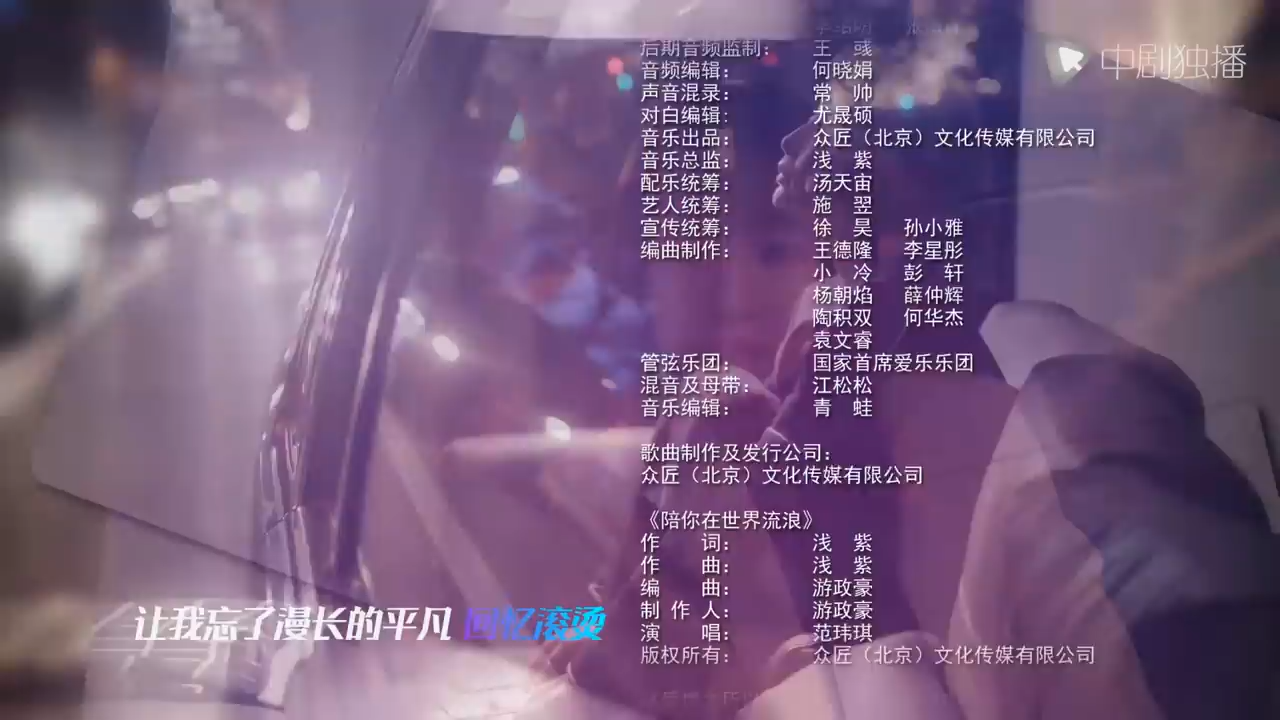 中剧独播
后期音频监制： 王 彧
音频编辑： 何晓娟
声音混录： 常 帅
对白编辑： 尤晟硕
音乐出品： 众匠（北京）文化传媒有限公司
音乐总监： 浅 紫
配乐统筹： 汤天宙
艺人统筹： 施 翌
宣传统筹： 徐 昊 孙小雅
编曲制作： 王德隆 李星彤
小 冷 彭 轩
杨朝焰 薛仲辉
陶积双 何华杰
袁文睿
管弦乐团： 国家首席爱乐乐团
混音及母带： 江松松
音乐编辑： 青 蛙
歌曲制作及发行公司：
众匠（北京）文化传媒有限公司
《陪你在世界流浪》
作 词： 浅 紫
作 曲： 浅 紫
编 曲： 游政豪
制 作 人： 游政豪
演 唱： 范玮琪
版权所有： 众匠（北京）文化传媒有限公司
让我忘了漫长的平凡 回忆滚烫